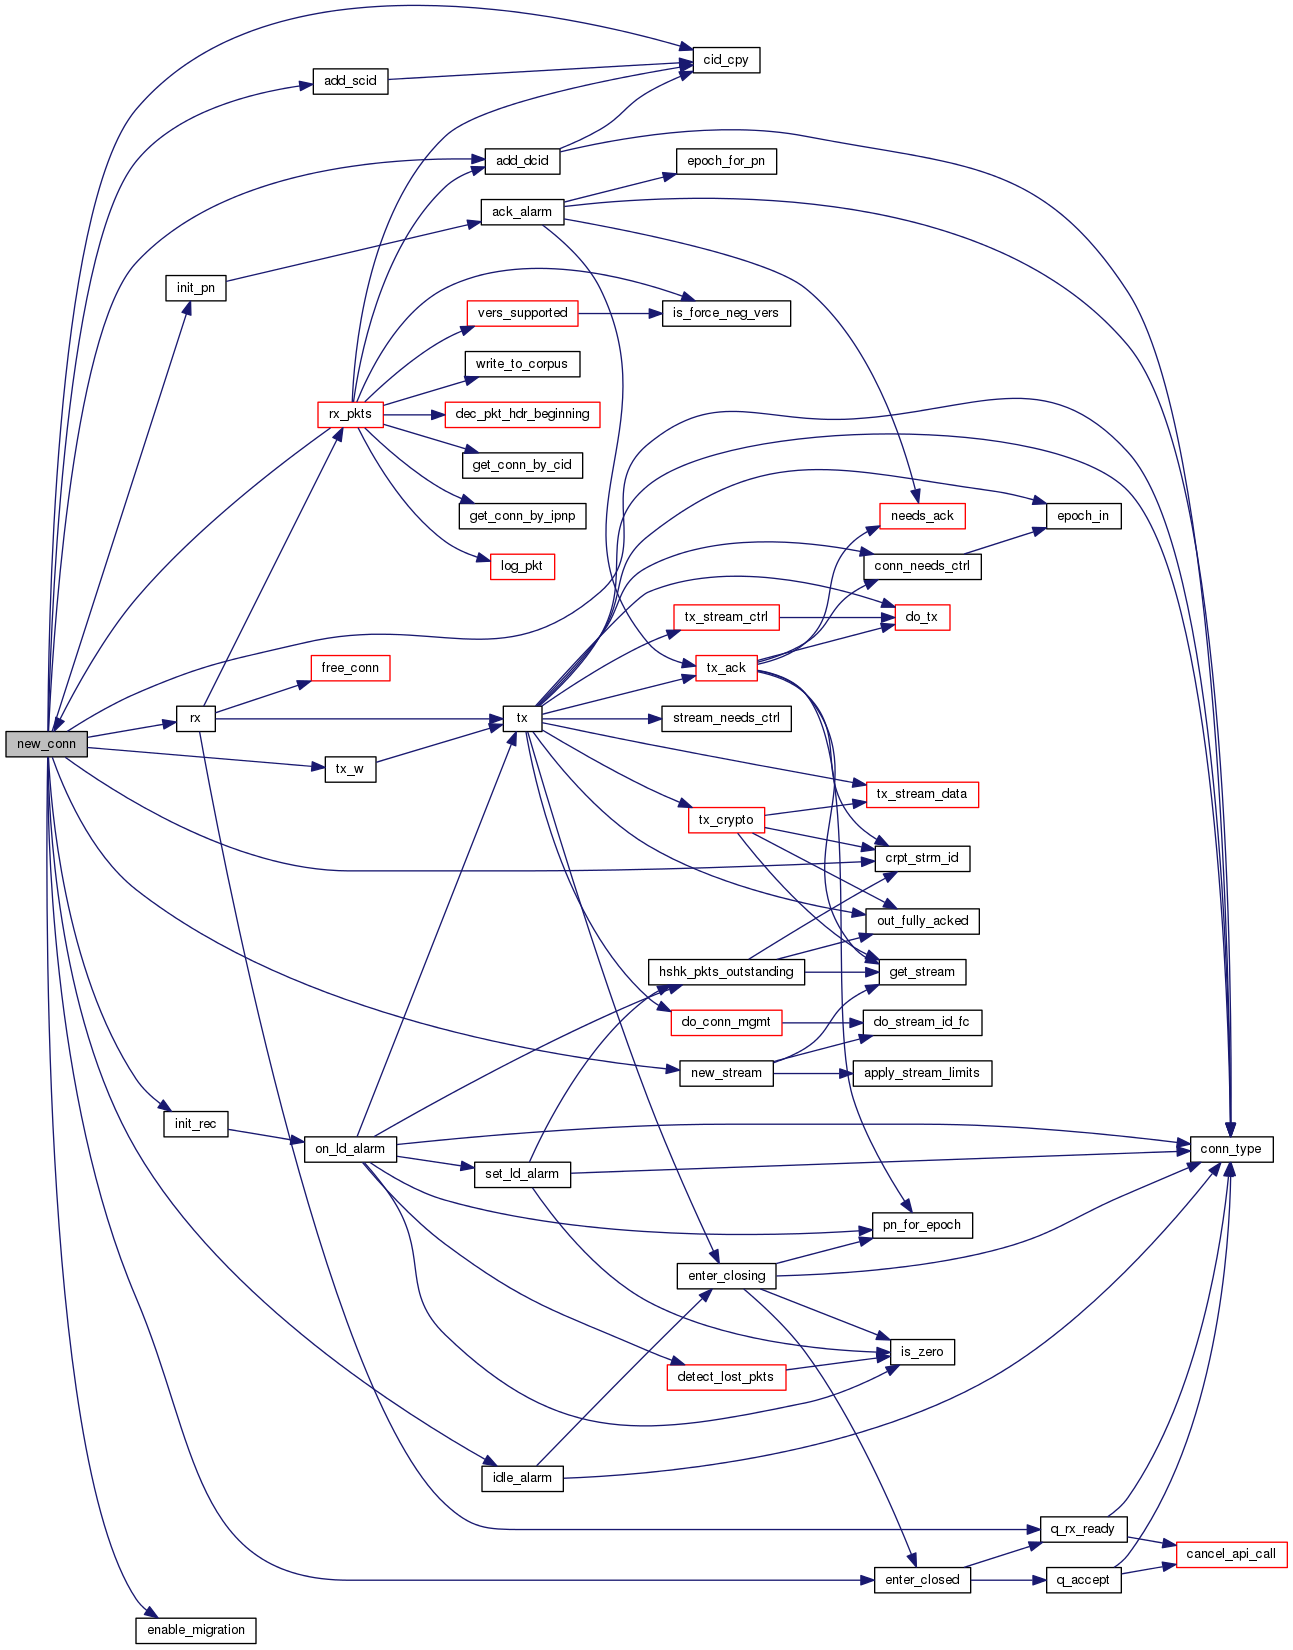 cid_cpy
add_scid
add_dcid
epoch_for_pn
ack_alarm
init_pn
vers_supported
is_force_neg_vers
write_to_corpus
rx_pkts
dec_pkt_hdr_beginning
get_conn_by_cid
get_conn_by_ipnp
needs_ack
epoch_in
log_pkt
conn_needs_ctrl
tx_stream_ctrl
do_tx
free_conn
tx_ack
rx
tx
stream_needs_ctrl
new_conn
tx_w
tx_stream_data
tx_crypto
crpt_strm_id
out_fully_acked
hshk_pkts_outstanding
get_stream
do_conn_mgmt
do_stream_id_fc
new_stream
apply_stream_limits
init_rec
on_ld_alarm
conn_type
set_ld_alarm
pn_for_epoch
enter_closing
is_zero
detect_lost_pkts
idle_alarm
q_rx_ready
cancel_api_call
enter_closed
q_accept
enable_migration